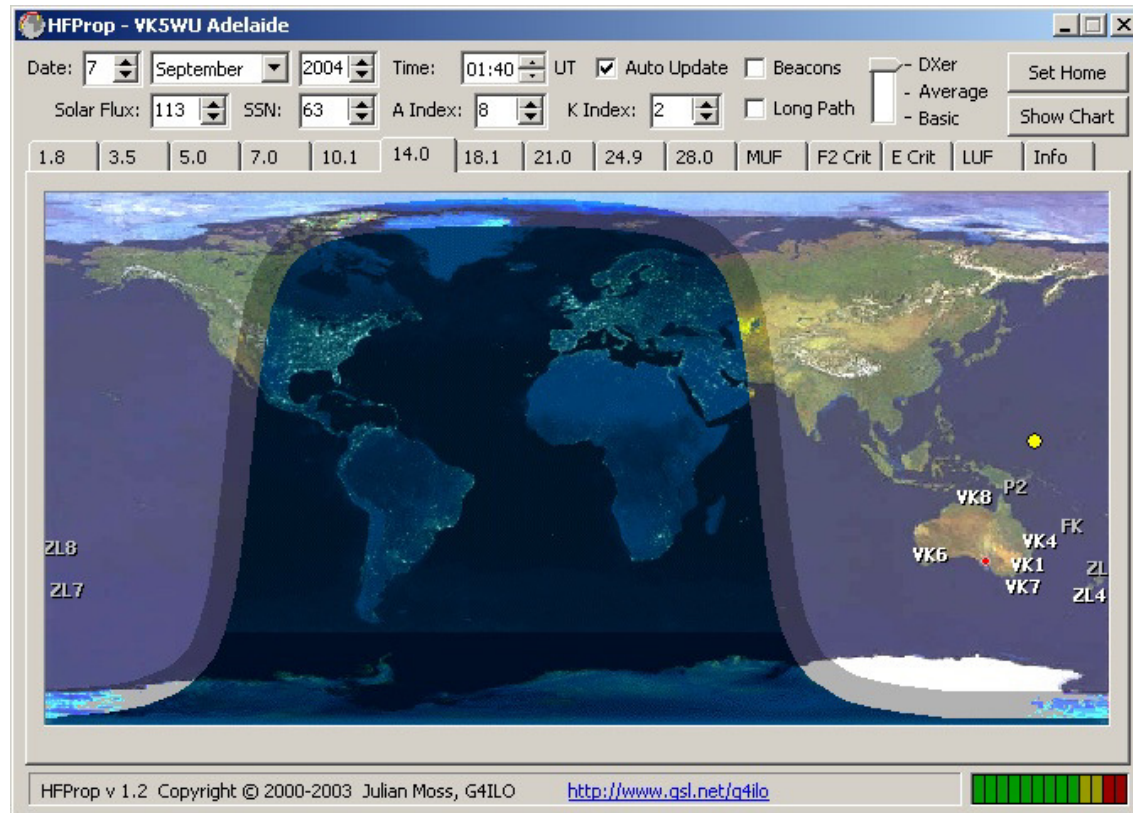 HFProp - VK5WU Adelaide
Date: 7 September 2004 Time: 01:40 UT Auto Update Beacons - DXer Set Home
- Average
Solar Flux: 113 SSN: 63 A Index: 8 K Index: 2 Long Path - Basic Show Chart
1.8 3.5 5.0 7.0 10.1 14.0 18.1 21.0 24.9 28.0 MUF F2 Crit E Crit LUF Info
VK8 P2
FK
ZL8 VK6 VK4
VK1 ZL
ZL7 VK7 ZL4
HFProp v 1.2 Copyright © 2000-2003 Julian Moss, G4ILO http://www.qsl.net/g4ilo